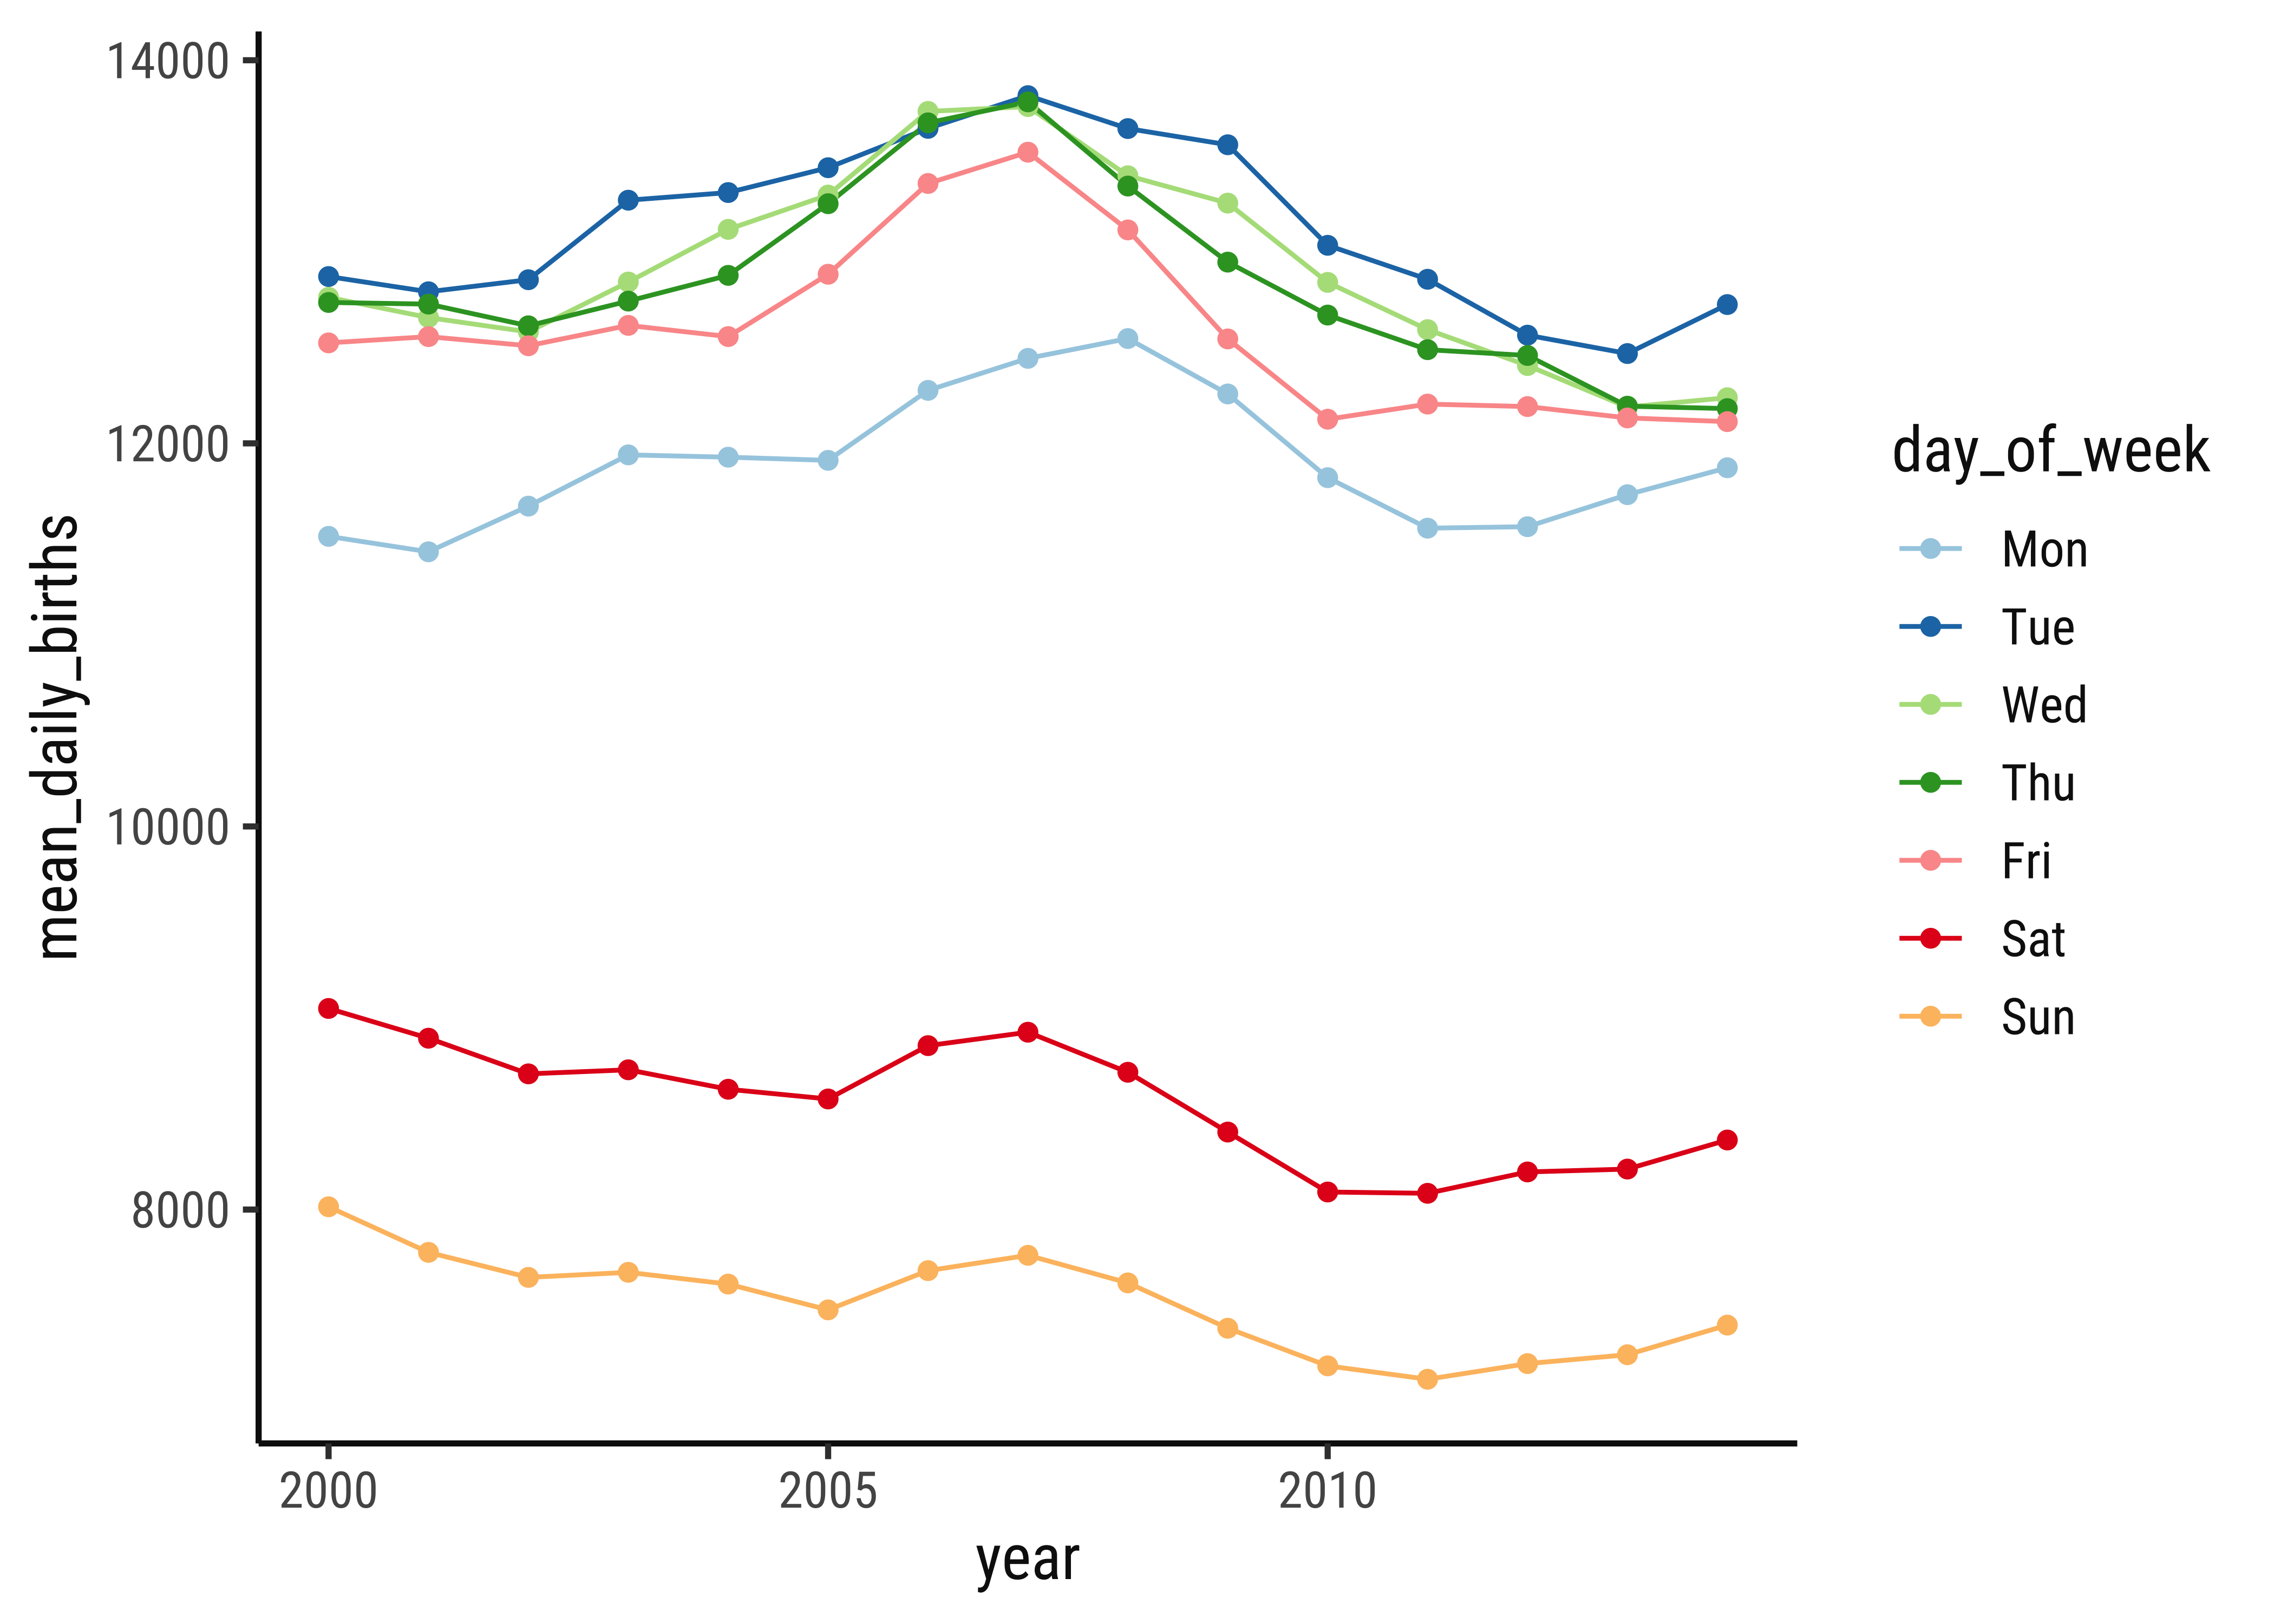 mean_daily_births
14000
12000
10000
8000
2000
2005
2010
year
day_of_week
Mon
Tue
Wed
Thu
Fri
Sat
Sun